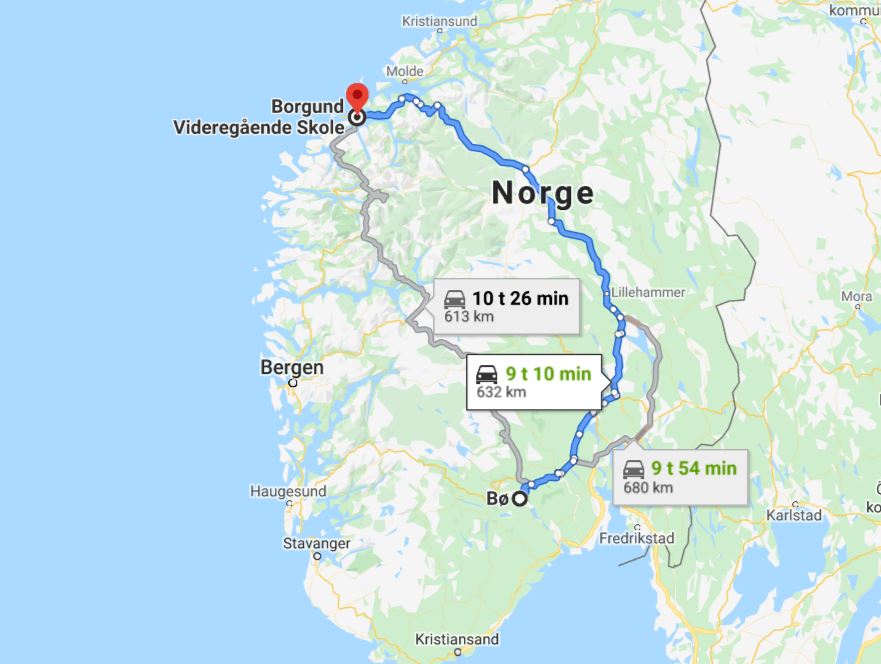 Kristiansund
kommu
Molde
Borgund
Videregående Skole
Norge
Lillehammer
10 t 26 min
613 km
Mora
9 t 10 min
632 km
Bergen
9 t 54 min
680 km
Haugesund
Bø
Karlstad
ko
Fredrikstad
Stavanger
Kristiansand